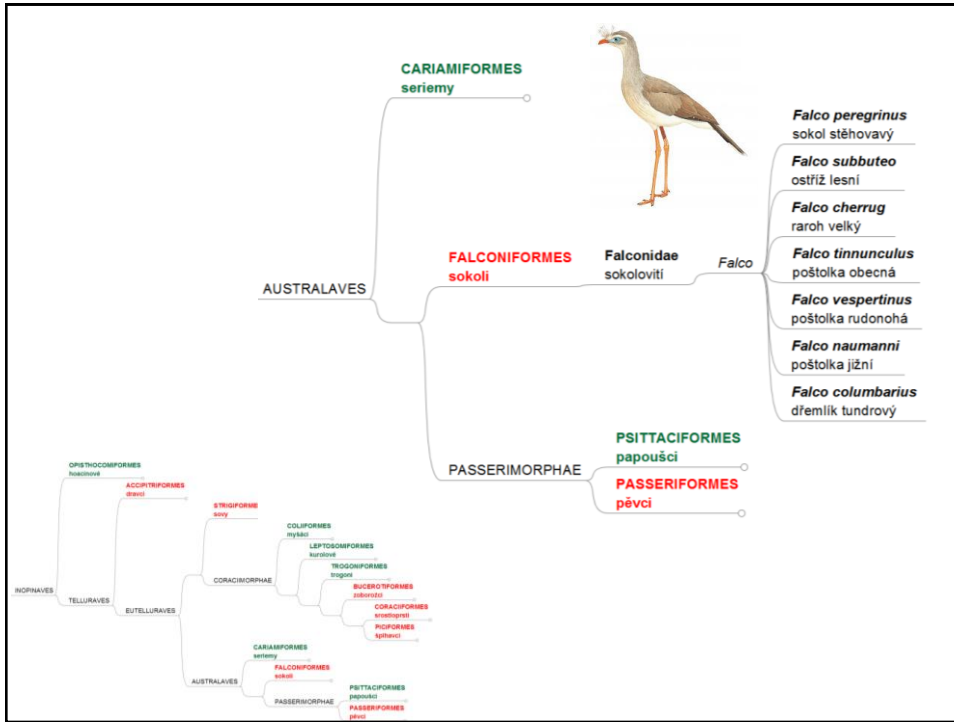 CARIAMIFORMES
seriemy
Falco peregrinus
sokol stěhovavý
Falco subbuteo
ostříž lesní
Falco cherrug
raroh velký
FALCONIFORMES
sokoli
Falconidae
sokolovití
Falco
Falco tinnunculus
poštolka obecná
AUSTRALAVES
Falco vespertinus
poštolka rudonohá
Falco naumanni
poštolka jižní
Falco columbarius
dřemlík tundrový
PASSERIMORPHAE
PSITTACIFORMES
papoušci
PASSERIFORMES
pěvci
OPISTHOCOMIFORMES
hoacinové
ACCIPITRIFORMES
dravci
STRIGIFORME
sovy
COLIIFORMES
myšáci
LEPTOSOMIFORMES
kurolové
TROGONIFORMES
trogoni
CORACIIMORPHAE
BUCEROTIFORMES
zoborožci
INOPINAVES
TELLURAVES
EUTELLURAVES
CORACIIFORMES
srostloprstí
PICIFORMES
šplhavci
CARIAMIFORMES
seriemy
FALCONIFORMES
sokoli
AUSTRALAVES
PASSERIMORPHAE
PSITTACIFORMES
papoušci
PASSERIFORMES
pěvci